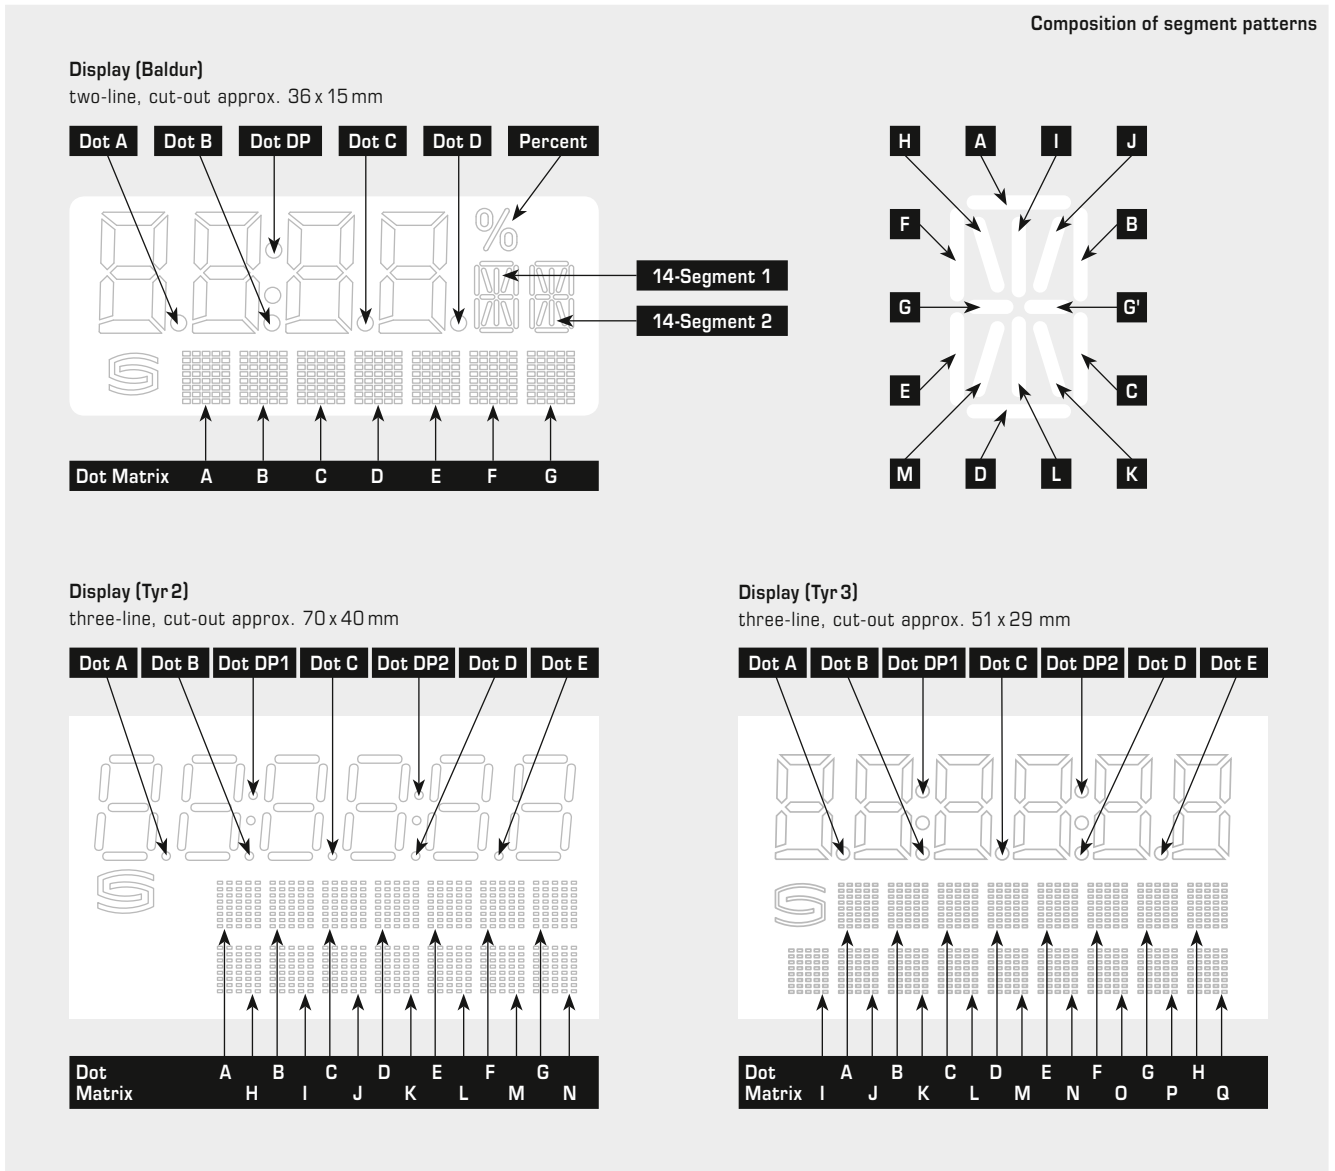 Composition of segment patterns
Display (Baldur)
two-line, cut-out approx. 36 x 15 mm
Dot A Dot B Dot DP Dot C Dot D Percent
%
14-Segment 1
14-Segment 2
S
Dot Matrix A B C D E F G
H A I J
F B
G G'
E C
M D L K
Display (Tyr 2)
three-line, cut-out approx. 70 x 40 mm
Dot A Dot B Dot DP1 Dot C Dot DP2 Dot D Dot E
S
Dot A B C D E F G
Matrix H I J K L M N
Display (Tyr 3)
three-line, cut-out approx. 51 x 29 mm
Dot A Dot B Dot DP1 Dot C Dot DP2 Dot D Dot E
S
Dot A B C D E F G H
Matrix I J K L M N O P Q